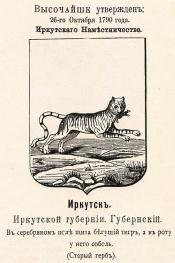 Высочайше утвержденъ:
26-го Октября 1790 года.
Иркутскаго Намѣстничества.
Иркутскъ.
Иркутской губерніи. Губернскій.
Въ серебряномъ полѣ щита бѣгущій тигръ, а въ роту
у него соболь.
(Старый гербъ).